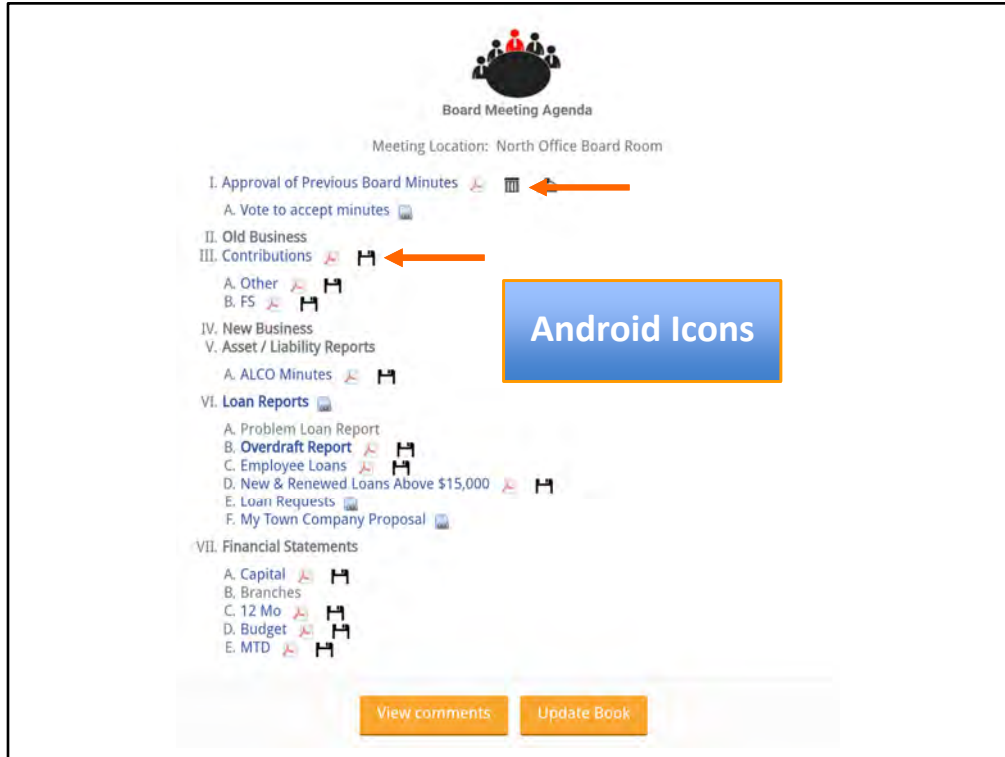 Board Meeting Agenda
Meeting Location: North Office Board Room
I. Approval of Previous Board Minutes
A. Vote to accept minutes
II. Old Business
III. Contributions
A. Other
B. FS
IV. New Business
V. Asset / Liability Reports
A. ALCO Minutes
VI. Loan Reports
A. Problem Loan Report
B. Overdraft Report
C. Employee Loans
D. New & Renewed Loans Above $15,000
E. Loan Requests
F. My Town Company Proposal
VII. Financial Statements
A. Capital
B. Branches
C. 12 Mo
D. Budget
E. MTD
Android Icons
View comments
Update Book